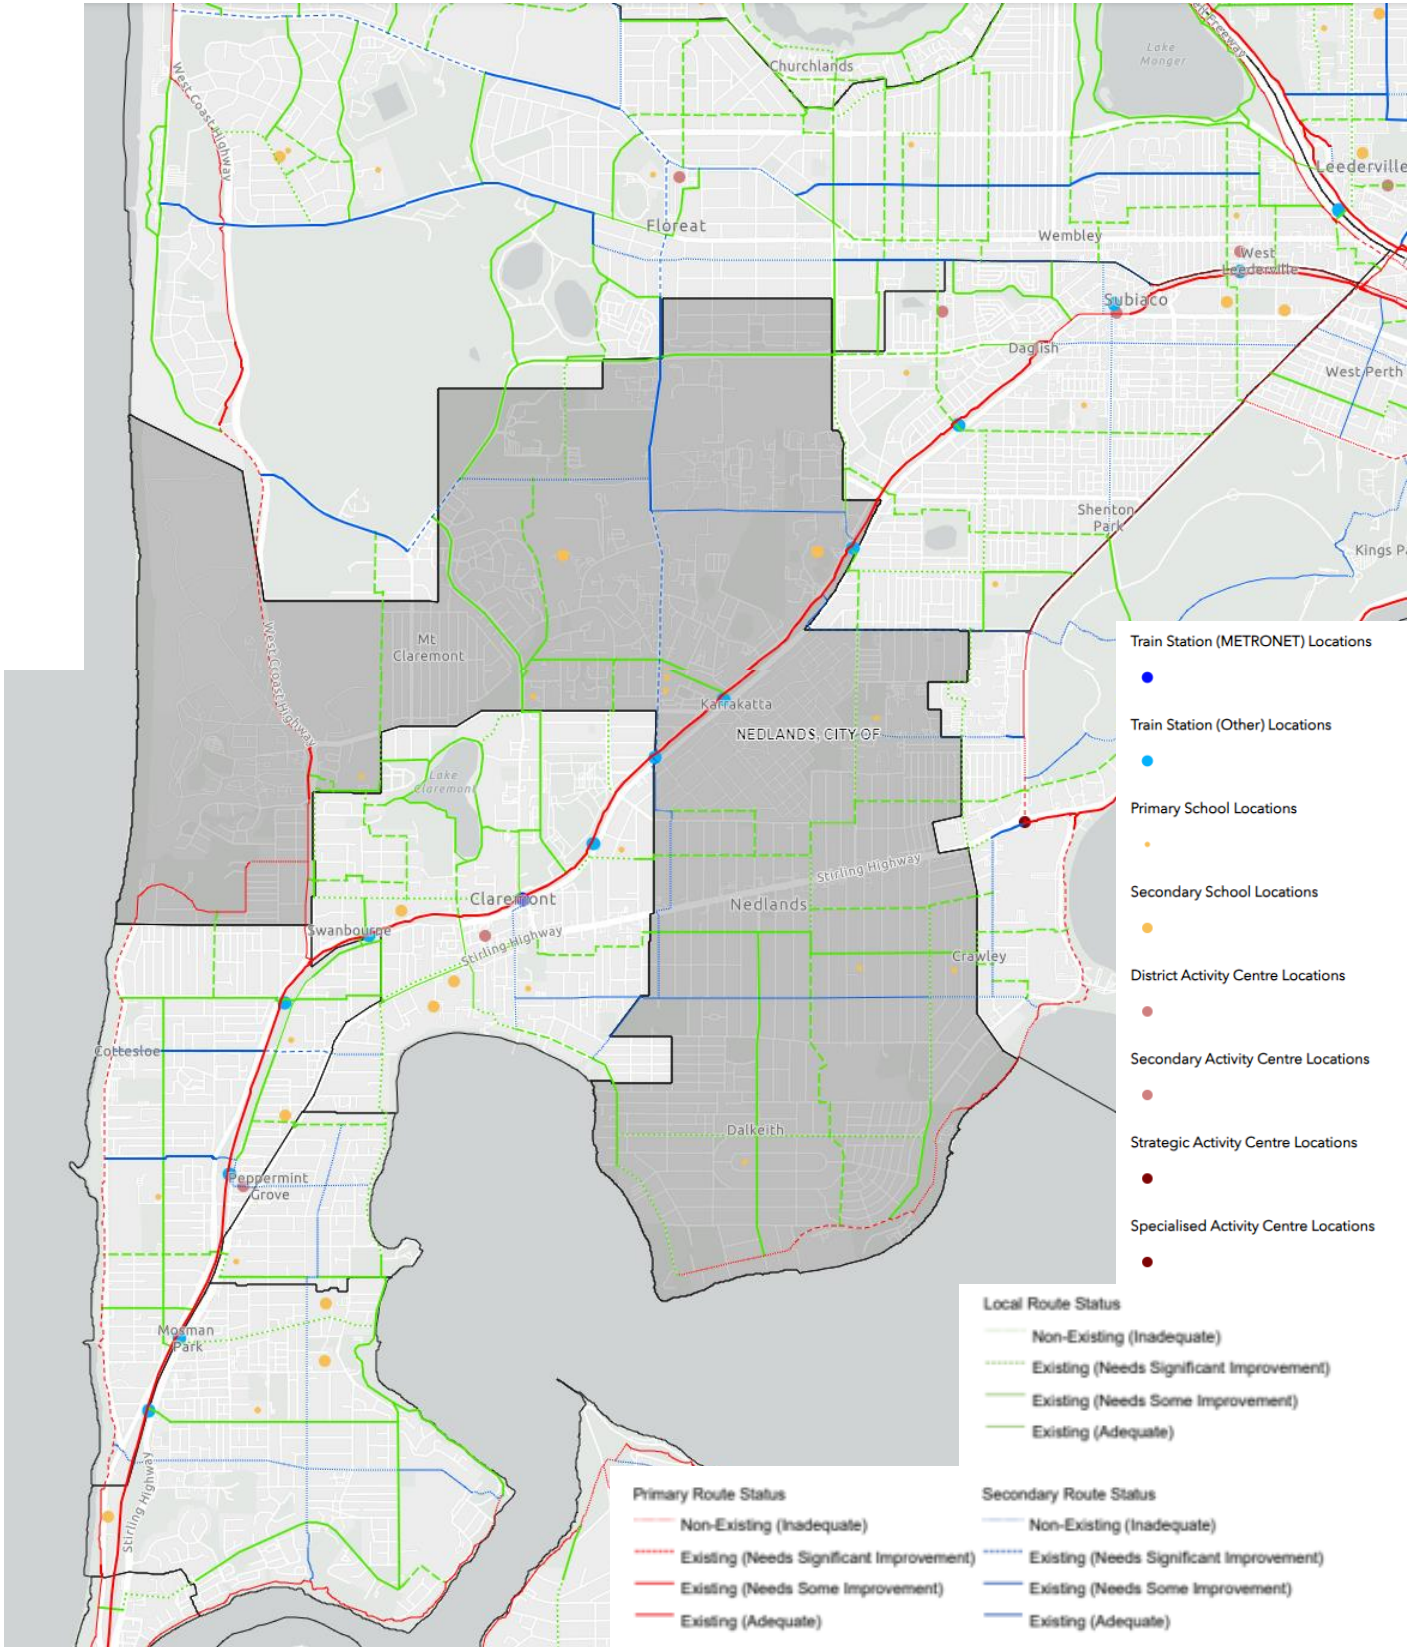 Churchlands
Lake
Monger
Freeway
West Coast Highway
Leederville
Floreat
Wembley
West
Leederville
Subiaco
Daglish
West Perth
Shenton
Park
Kings P
Mt
Claremont
West Coast Highway
Karrakatta
NEDLANDS, CITY OF
Lake
Claremont
Stirling Highway
Claremont
Nedlands
Swanbourne
Stirling Highway
Crawley
Cottesloe
Dalkeith
Peppermint
Grove
Mosman
Park
Stirling Highway
Train Station (METRONET) Locations
Train Station (Other) Locations
Primary School Locations
Secondary School Locations
District Activity Centre Locations
Secondary Activity Centre Locations
Strategic Activity Centre Locations
Specialised Activity Centre Locations
Local Route Status
Non-Existing (Inadequate)
Existing (Needs Significant Improvement)
Existing (Needs Some Improvement)
Existing (Adequate)
Primary Route Status
Non-Existing (Inadequate)
Existing (Needs Significant Improvement)
Existing (Needs Some Improvement)
Existing (Adequate)
Secondary Route Status
Non-Existing (Inadequate)
Existing (Needs Significant Improvement)
Existing (Needs Some Improvement)
Existing (Adequate)